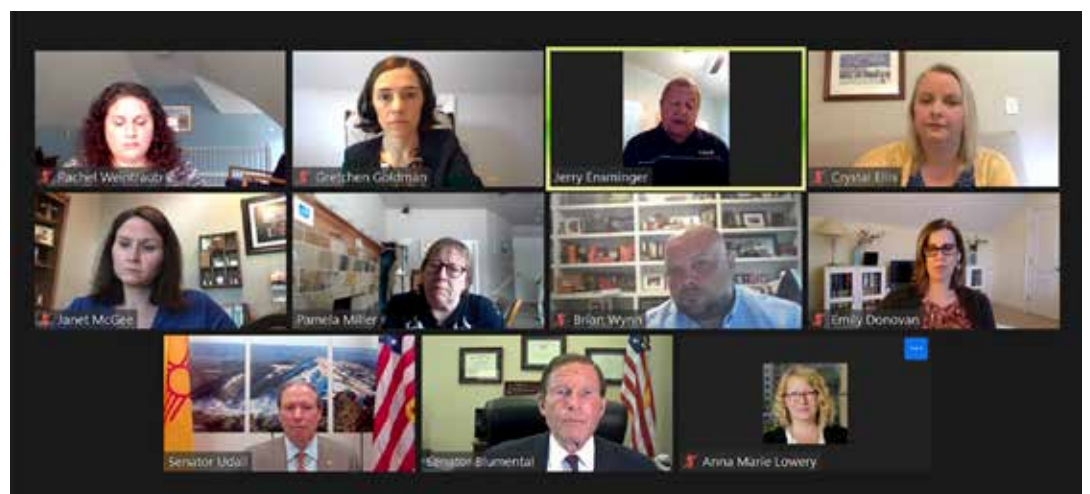 Rachel Weintraub
Gretchen Goldman
Jerry Ensminger
Crystal Ellis
Janet McGee
Pamela Miller
Brian Wynn
Emily Donovan
Senator Udall
Senator Blumental
Anna Marie Lowery